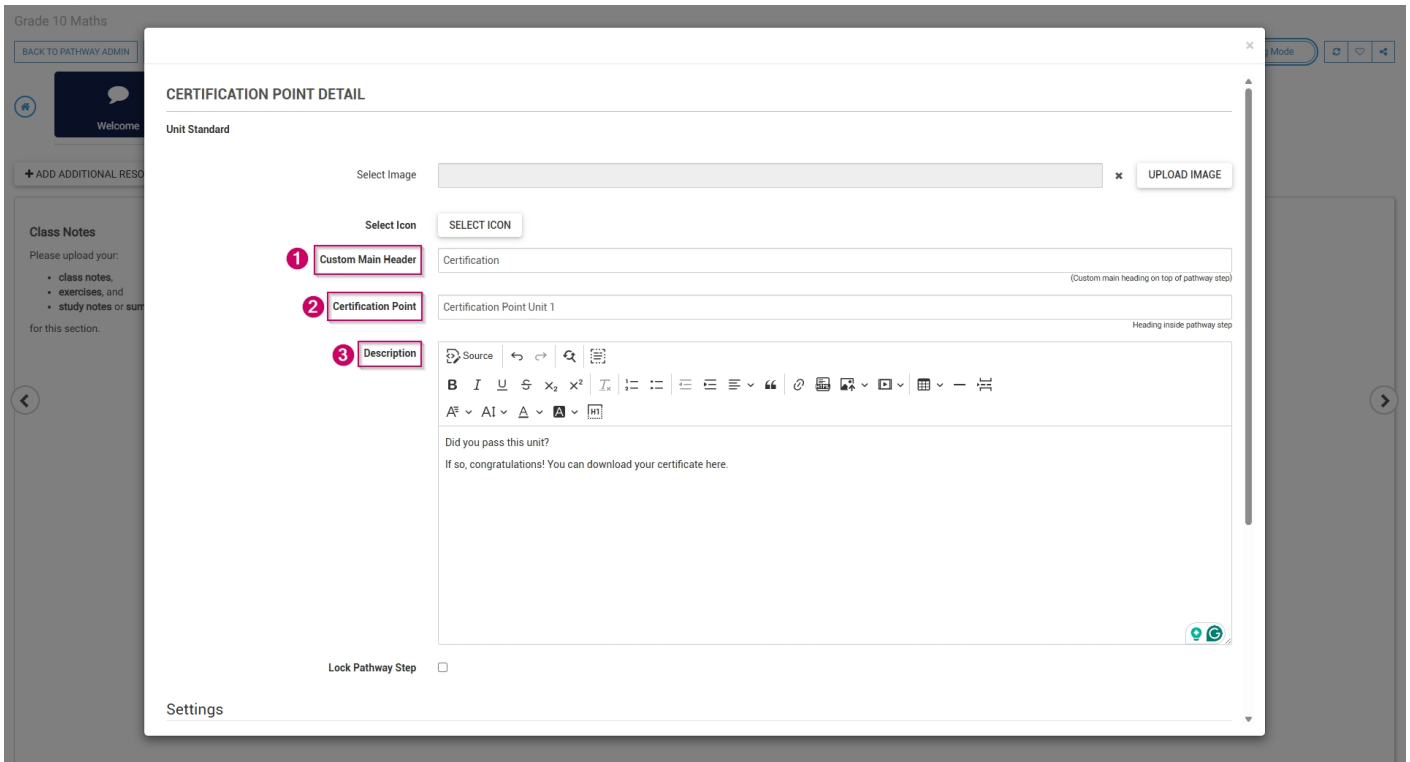 Grade 10 Maths
BACK TO PATHWAY ADMIN
Mode
×
Welcome
+ ADD ADDITIONAL RESO
Class Notes
Please upload your:
• class notes,
• exercises, and
• study notes or sum
for this section.
CERTIFICATION POINT DETAIL
Unit Standard
Select Image
UPLOAD IMAGE
Select Icon
SELECT ICON
1 Custom Main Header
Certification
(Custom main heading on top of pathway step)
2 Certification Point
Certification Point Unit 1
Heading inside pathway step
3 Description
Source
B I U S X₂ X² Tx
A A A A H1
Did you pass this unit?
If so, congratulations! You can download your certificate here.
Lock Pathway Step
Settings